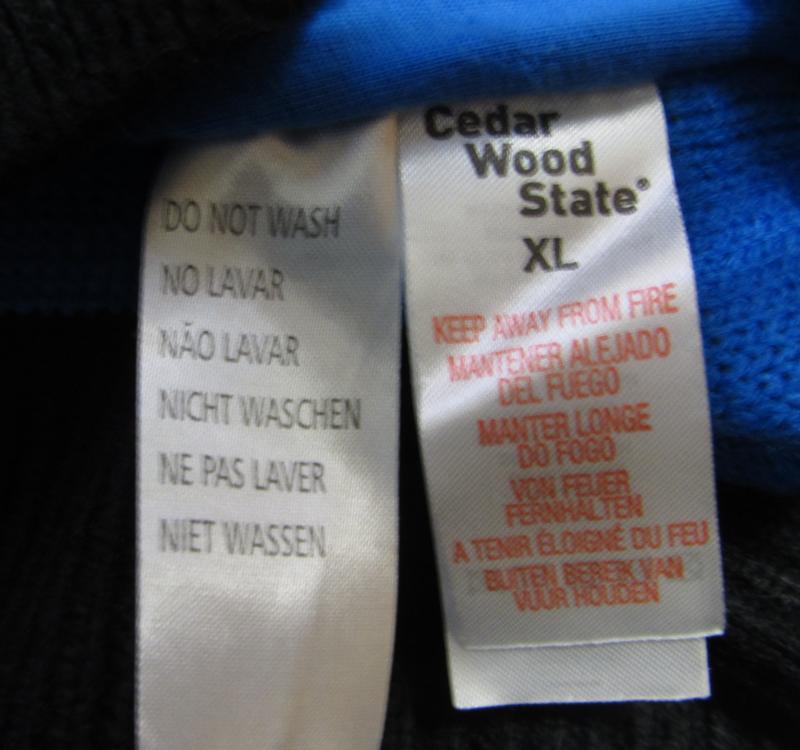 DO NOT WASH
NO LAVAR
NÃO LAVAR
NICHT WASCHEN
NE PAS LAVER
NIET WASSEN
Cedar
Wood
State®
XL
KEEP AWAY FROM FIRE
MANTENER ALEJADO
DEL FUEGO
MANTER LONGE
DO FOGO
VON FEUER
FERNHALTEN
A TENIR ÉLOIGNÉ DU FEU
BUITEN BEREIK VAN
VUUR HOUDEN